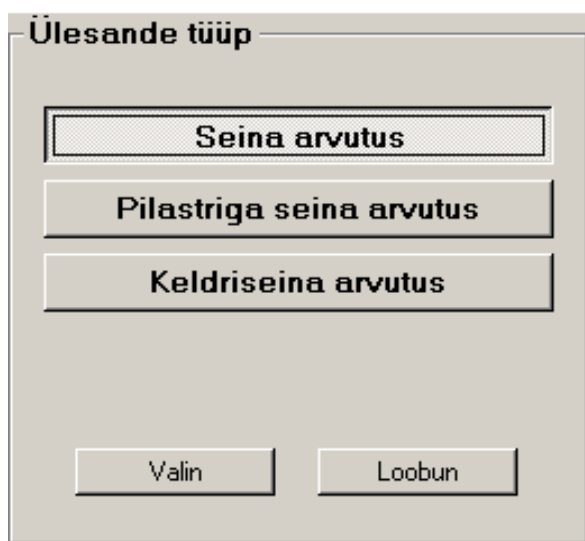 Ülesande tüüp
Seina arvutus
Pilastriga seina arvutus
Keldriseina arvutus
Valin Loobun